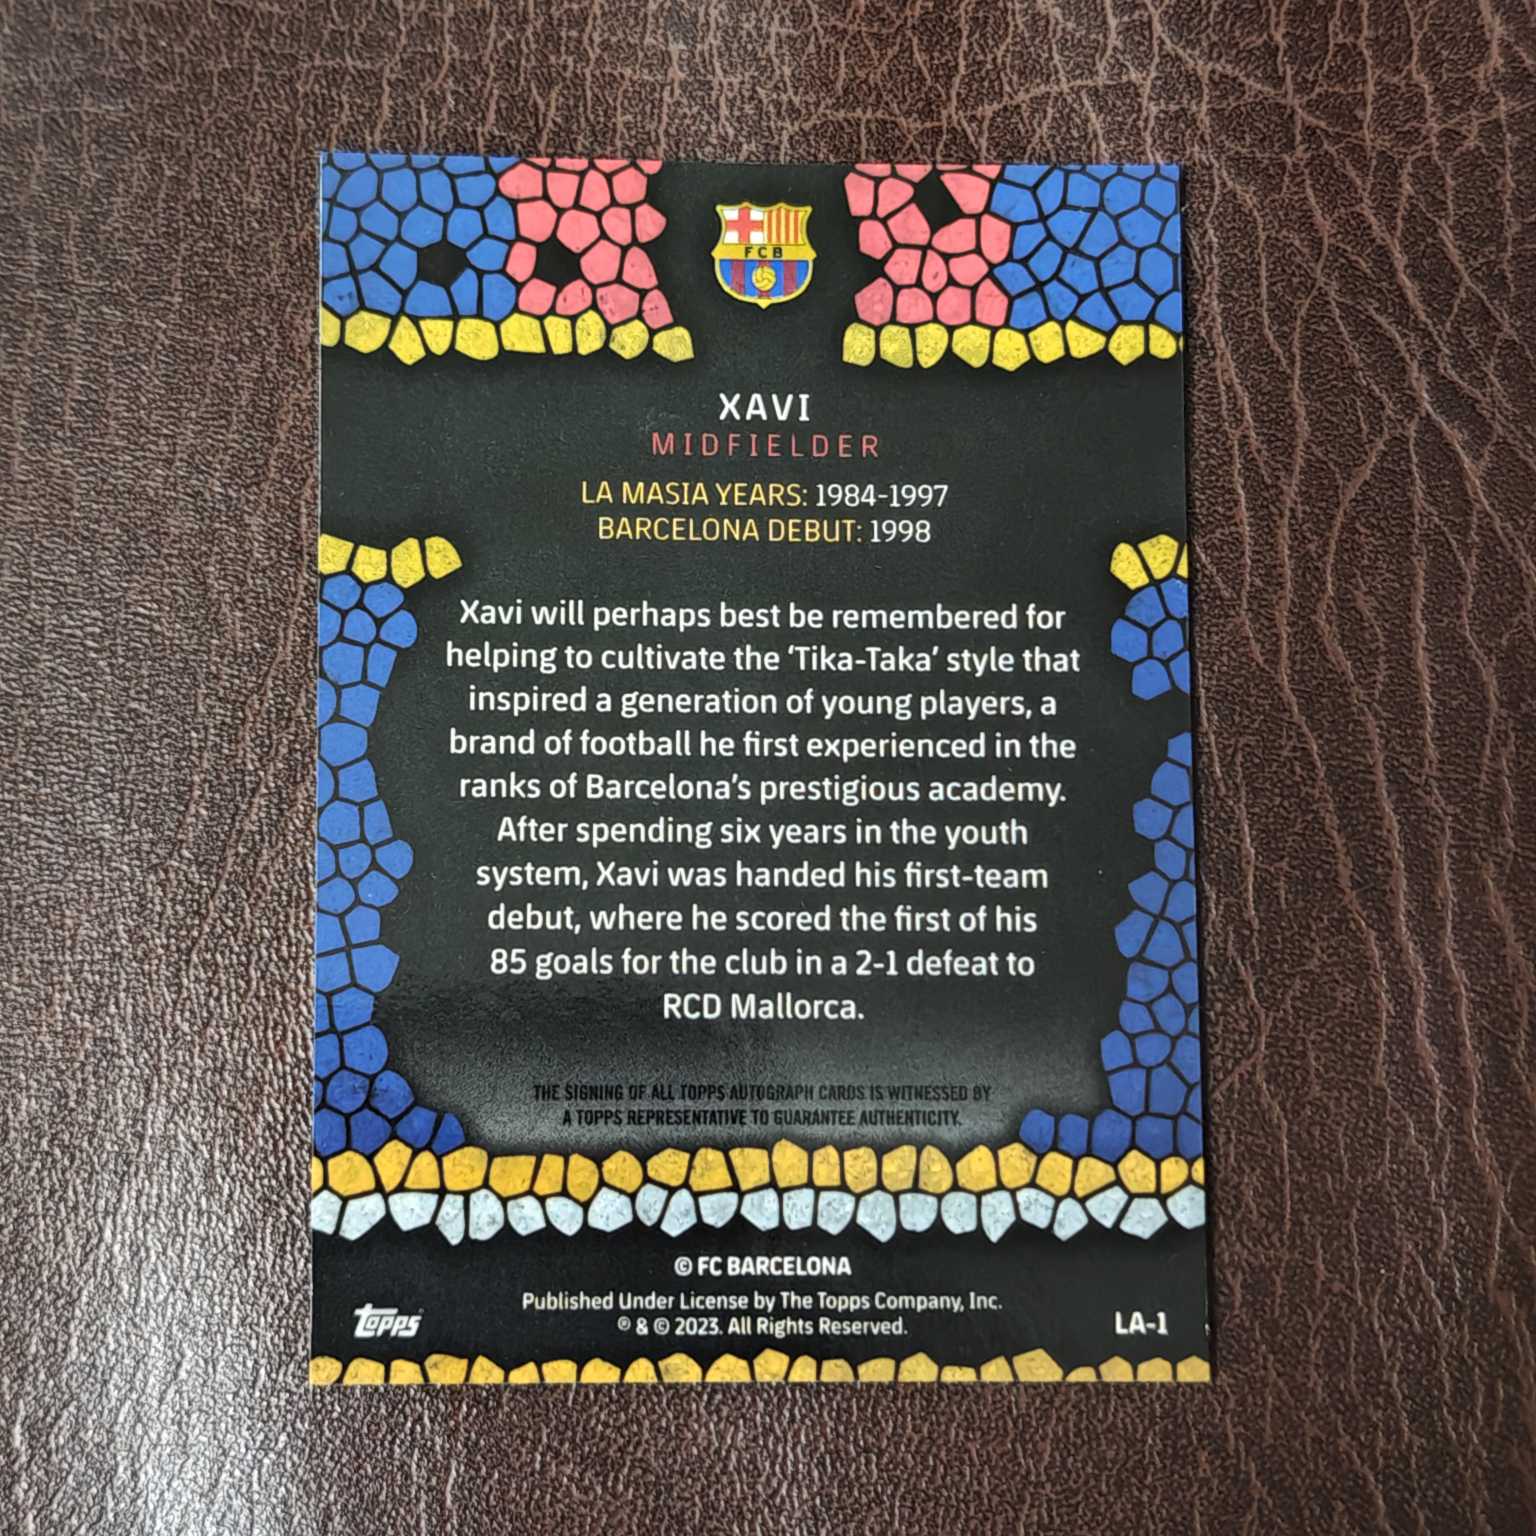 FCB
XAVI
MIDFIELDER
LA MASIA YEARS: 1984-1997
BARCELONA DEBUT: 1998
Xavi will perhaps best be remembered for
helping to cultivate the ‘Tika-Taka’ style that
inspired a generation of young players, a
brand of football he first experienced in the
ranks of Barcelona’s prestigious academy.
After spending six years in the youth
system, Xavi was handed his first-team
debut, where he scored the first of his
85 goals for the club in a 2-1 defeat to
RCD Mallorca.
THE SIGNING OF ALL TOPPS AUTOGRAPH CARDS IS WITNESSED BY
A TOPPS REPRESENTATIVE TO GUARANTEE AUTHENTICITY.
© FC BARCELONA
Published Under License by The Topps Company, Inc.
® & © 2023. All Rights Reserved.
Topps
LA-1